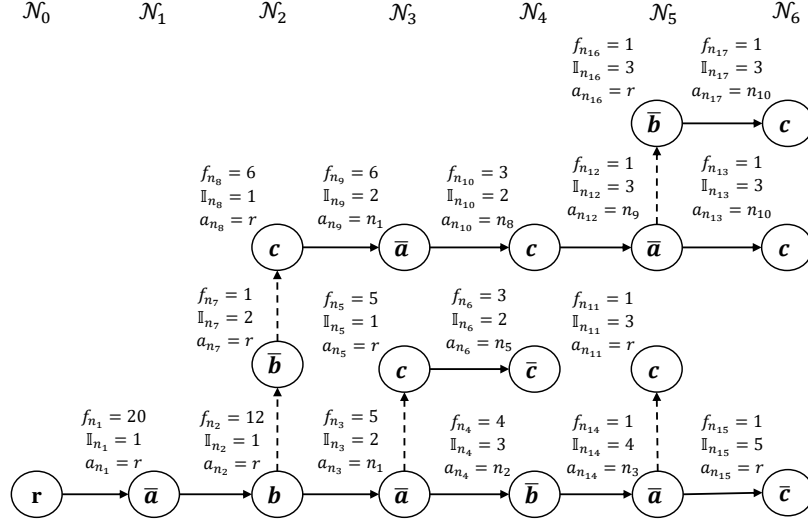 𝒩₀ 𝒩₁ 𝒩₂ 𝒩₃ 𝒩₄ 𝒩₅ 𝒩₆
f_{n₁₆} = 1
𝕀_{n₁₆} = 3
a_{n₁₆} = r
f_{n₁₇} = 1
𝕀_{n₁₇} = 3
a_{n₁₇} = n₁₀
b̅
c
f_{n₈} = 6
𝕀_{n₈} = 1
a_{n₈} = r
f_{n₉} = 6
𝕀_{n₉} = 2
a_{n₉} = n₁
f_{n₁₀} = 3
𝕀_{n₁₀} = 2
a_{n₁₀} = n₈
f_{n₁₂} = 1
𝕀_{n₁₂} = 3
a_{n₁₂} = n₉
f_{n₁₃} = 1
𝕀_{n₁₃} = 3
a_{n₁₃} = n₁₀
c
a̅
c
a̅
c
f_{n₇} = 1
𝕀_{n₇} = 2
a_{n₇} = r
f_{n₅} = 5
𝕀_{n₅} = 1
a_{n₅} = r
f_{n₆} = 3
𝕀_{n₆} = 2
a_{n₆} = n₅
f_{n₁₁} = 1
𝕀_{n₁₁} = 3
a_{n₁₁} = r
b̅
c
c̅
c
f_{n₁} = 20
𝕀_{n₁} = 1
a_{n₁} = r
f_{n₂} = 12
𝕀_{n₂} = 1
a_{n₂} = r
f_{n₃} = 5
𝕀_{n₃} = 2
a_{n₃} = n₁
f_{n₄} = 4
𝕀_{n₄} = 3
a_{n₄} = n₂
f_{n₁₄} = 1
𝕀_{n₁₄} = 4
a_{n₁₄} = n₃
f_{n₁₅} = 1
𝕀_{n₁₅} = 5
a_{n₁₅} = r
r
a̅
b
a̅
b̅
a̅
c̅